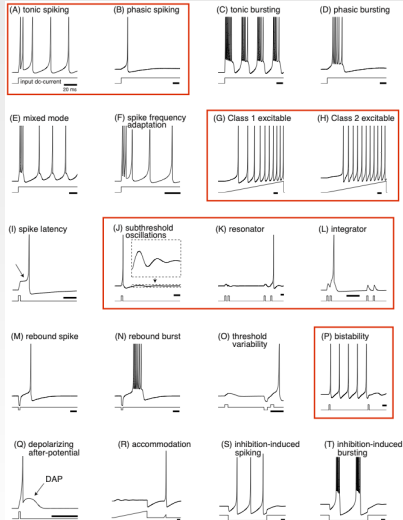 (A) tonic spiking
(B) phasic spiking
(C) tonic bursting
(D) phasic bursting
input dc-current
20 ms
(E) mixed mode
(F) spike frequency
adaptation
(G) Class 1 excitable
(H) Class 2 excitable
(I) spike latency
(J) subthreshold
oscillations
(K) resonator
(L) integrator
(M) rebound spike
(N) rebound burst
(O) threshold
variability
(P) bistability
(Q) depolarizing
after-potential
DAP
(R) accommodation
(S) inhibition-induced
spiking
(T) inhibition-induced
bursting